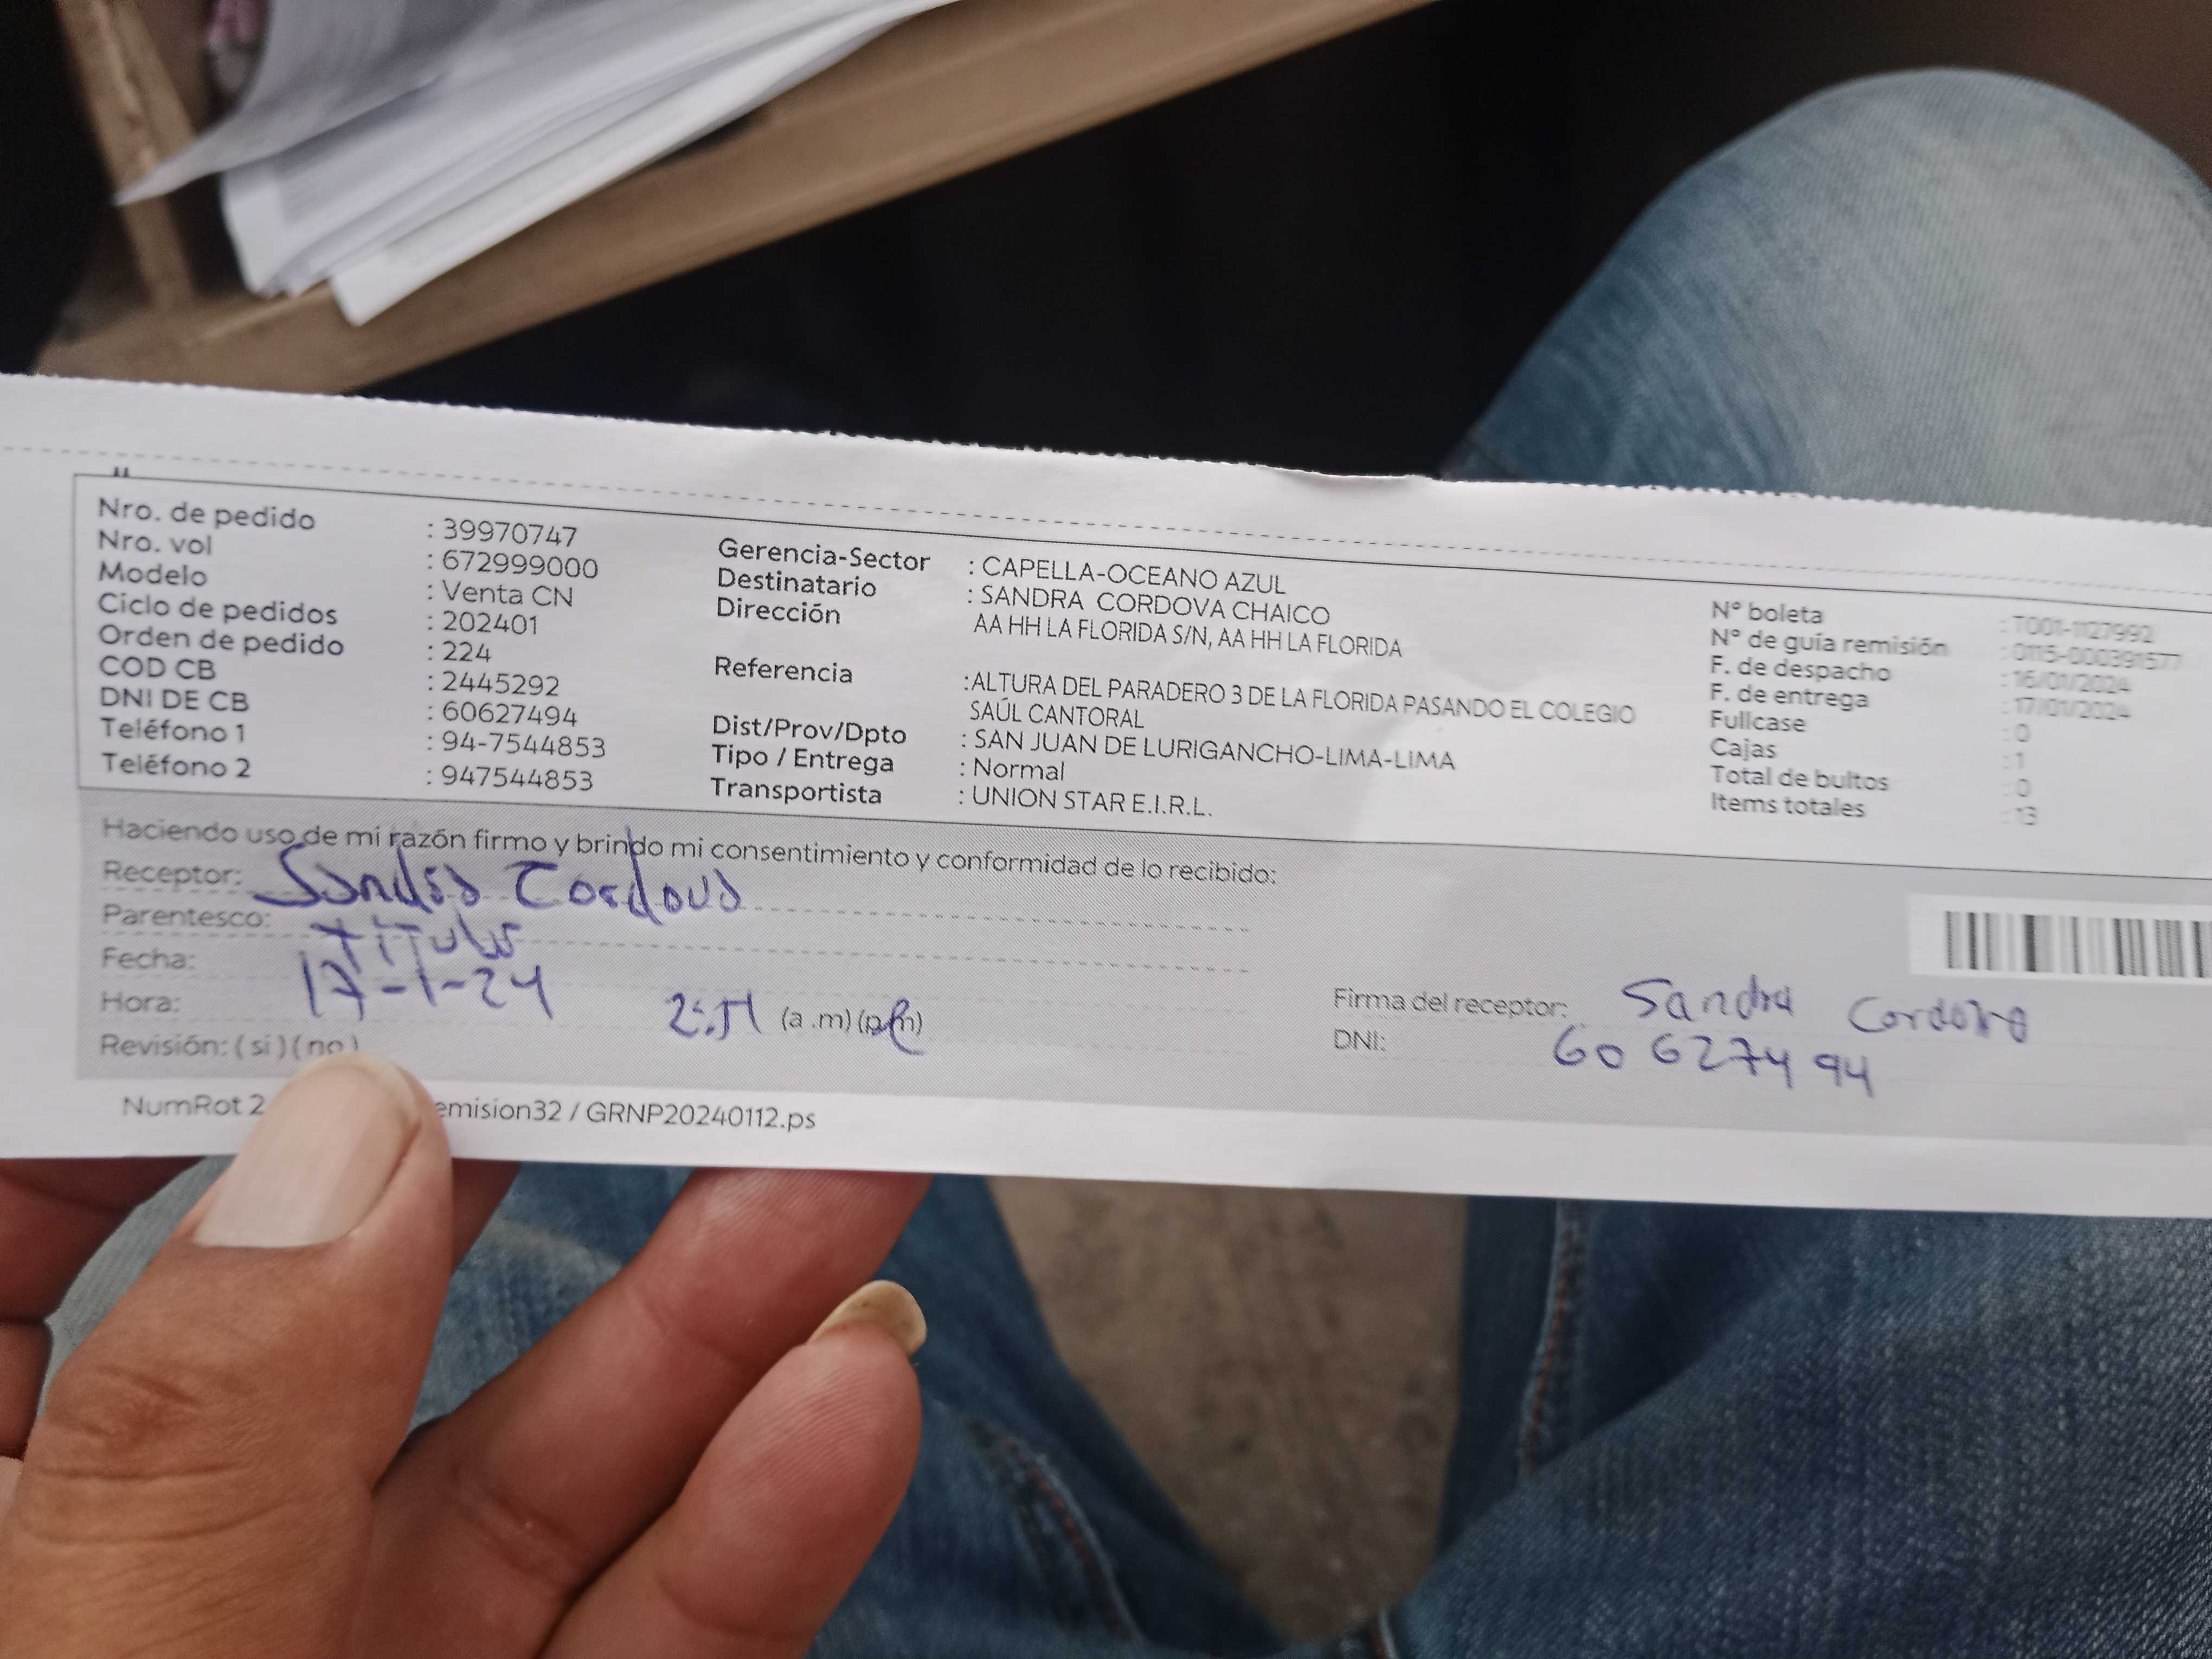 Nro. de pedido : 39970747
Nro. vol : 672999000
Modelo : Venta CN
Ciclo de pedidos : 202401
Orden de pedido : 224
COD CB : 2445292
DNI DE CB : 60627494
Teléfono 1 : 94-7544853
Teléfono 2 : 947544853
Gerencia-Sector : CAPELLA-OCEANO AZUL
Destinatario : SANDRA CORDOVA CHAICO
Dirección AA HH LA FLORIDA S/N, AA HH LA FLORIDA
Referencia :ALTURA DEL PARADERO 3 DE LA FLORIDA PASANDO EL COLEGIO
SAÚL CANTORAL
Dist/Prov/Dpto : SAN JUAN DE LURIGANCHO-LIMA-LIMA
Tipo / Entrega : Normal
Transportista : UNION STAR E.I.R.L.
N° boleta : T001-1127992
N° de guía remisión : 0115-000391577
F. de despacho : 16/01/2024
F. de entrega : 17/01/2024
Fullcase : 0
Cajas : 1
Total de bultos : 0
Items totales : 13
Haciendo uso de mi razón firmo y brindo mi consentimiento y conformidad de lo recibido:
Receptor: Sandra Cordova
Parentesco: Titular
Fecha: 17-1-24
Hora: (a.m) (p.m)
Revisión: ( si ) ( no )
Firma del receptor: Sandra Cordova
DNI: 60627494
NumRot 2 emision32 / GRNP20240112.ps